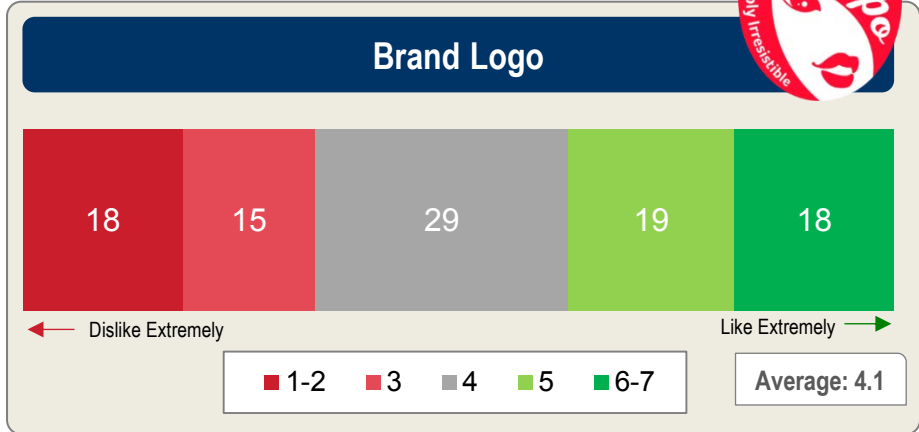 Brand Logo
18 15 29 19 18
Dislike Extremely
Like Extremely
1-2 3 4 5 6-7
Average: 4.1
Irresistible